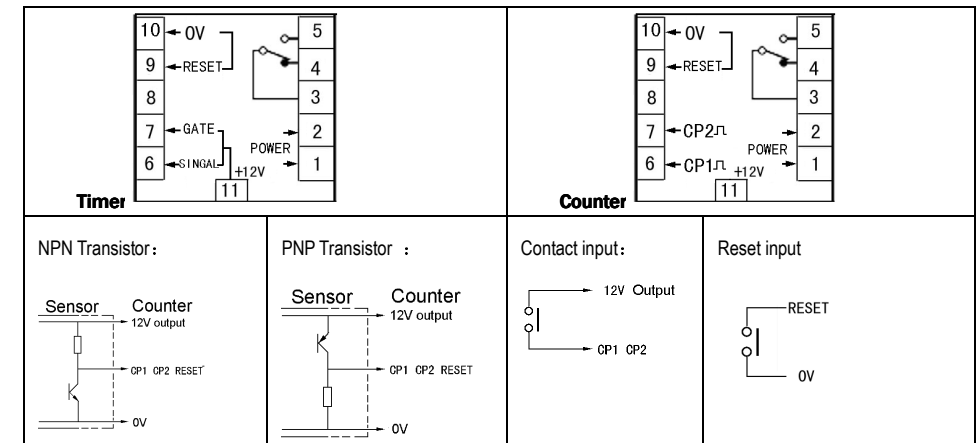 10 0V 5
9 RESET 4
8 3
7 GATE 2
POWER
6 SINGAL 1
+12V
11
Timer
10 0V 5
9 RESET 4
8 3
7 CP2 2
POWER
6 CP1 1
+12V
11
Counter
NPN Transistor：
Sensor Counter
12V output
CP1 CP2 RESET
0V
PNP Transistor ：
Sensor Counter
12V output
CP1 CP2 RESET
0V
Contact input：
12V Output
CP1 CP2
Reset input
RESET
0V